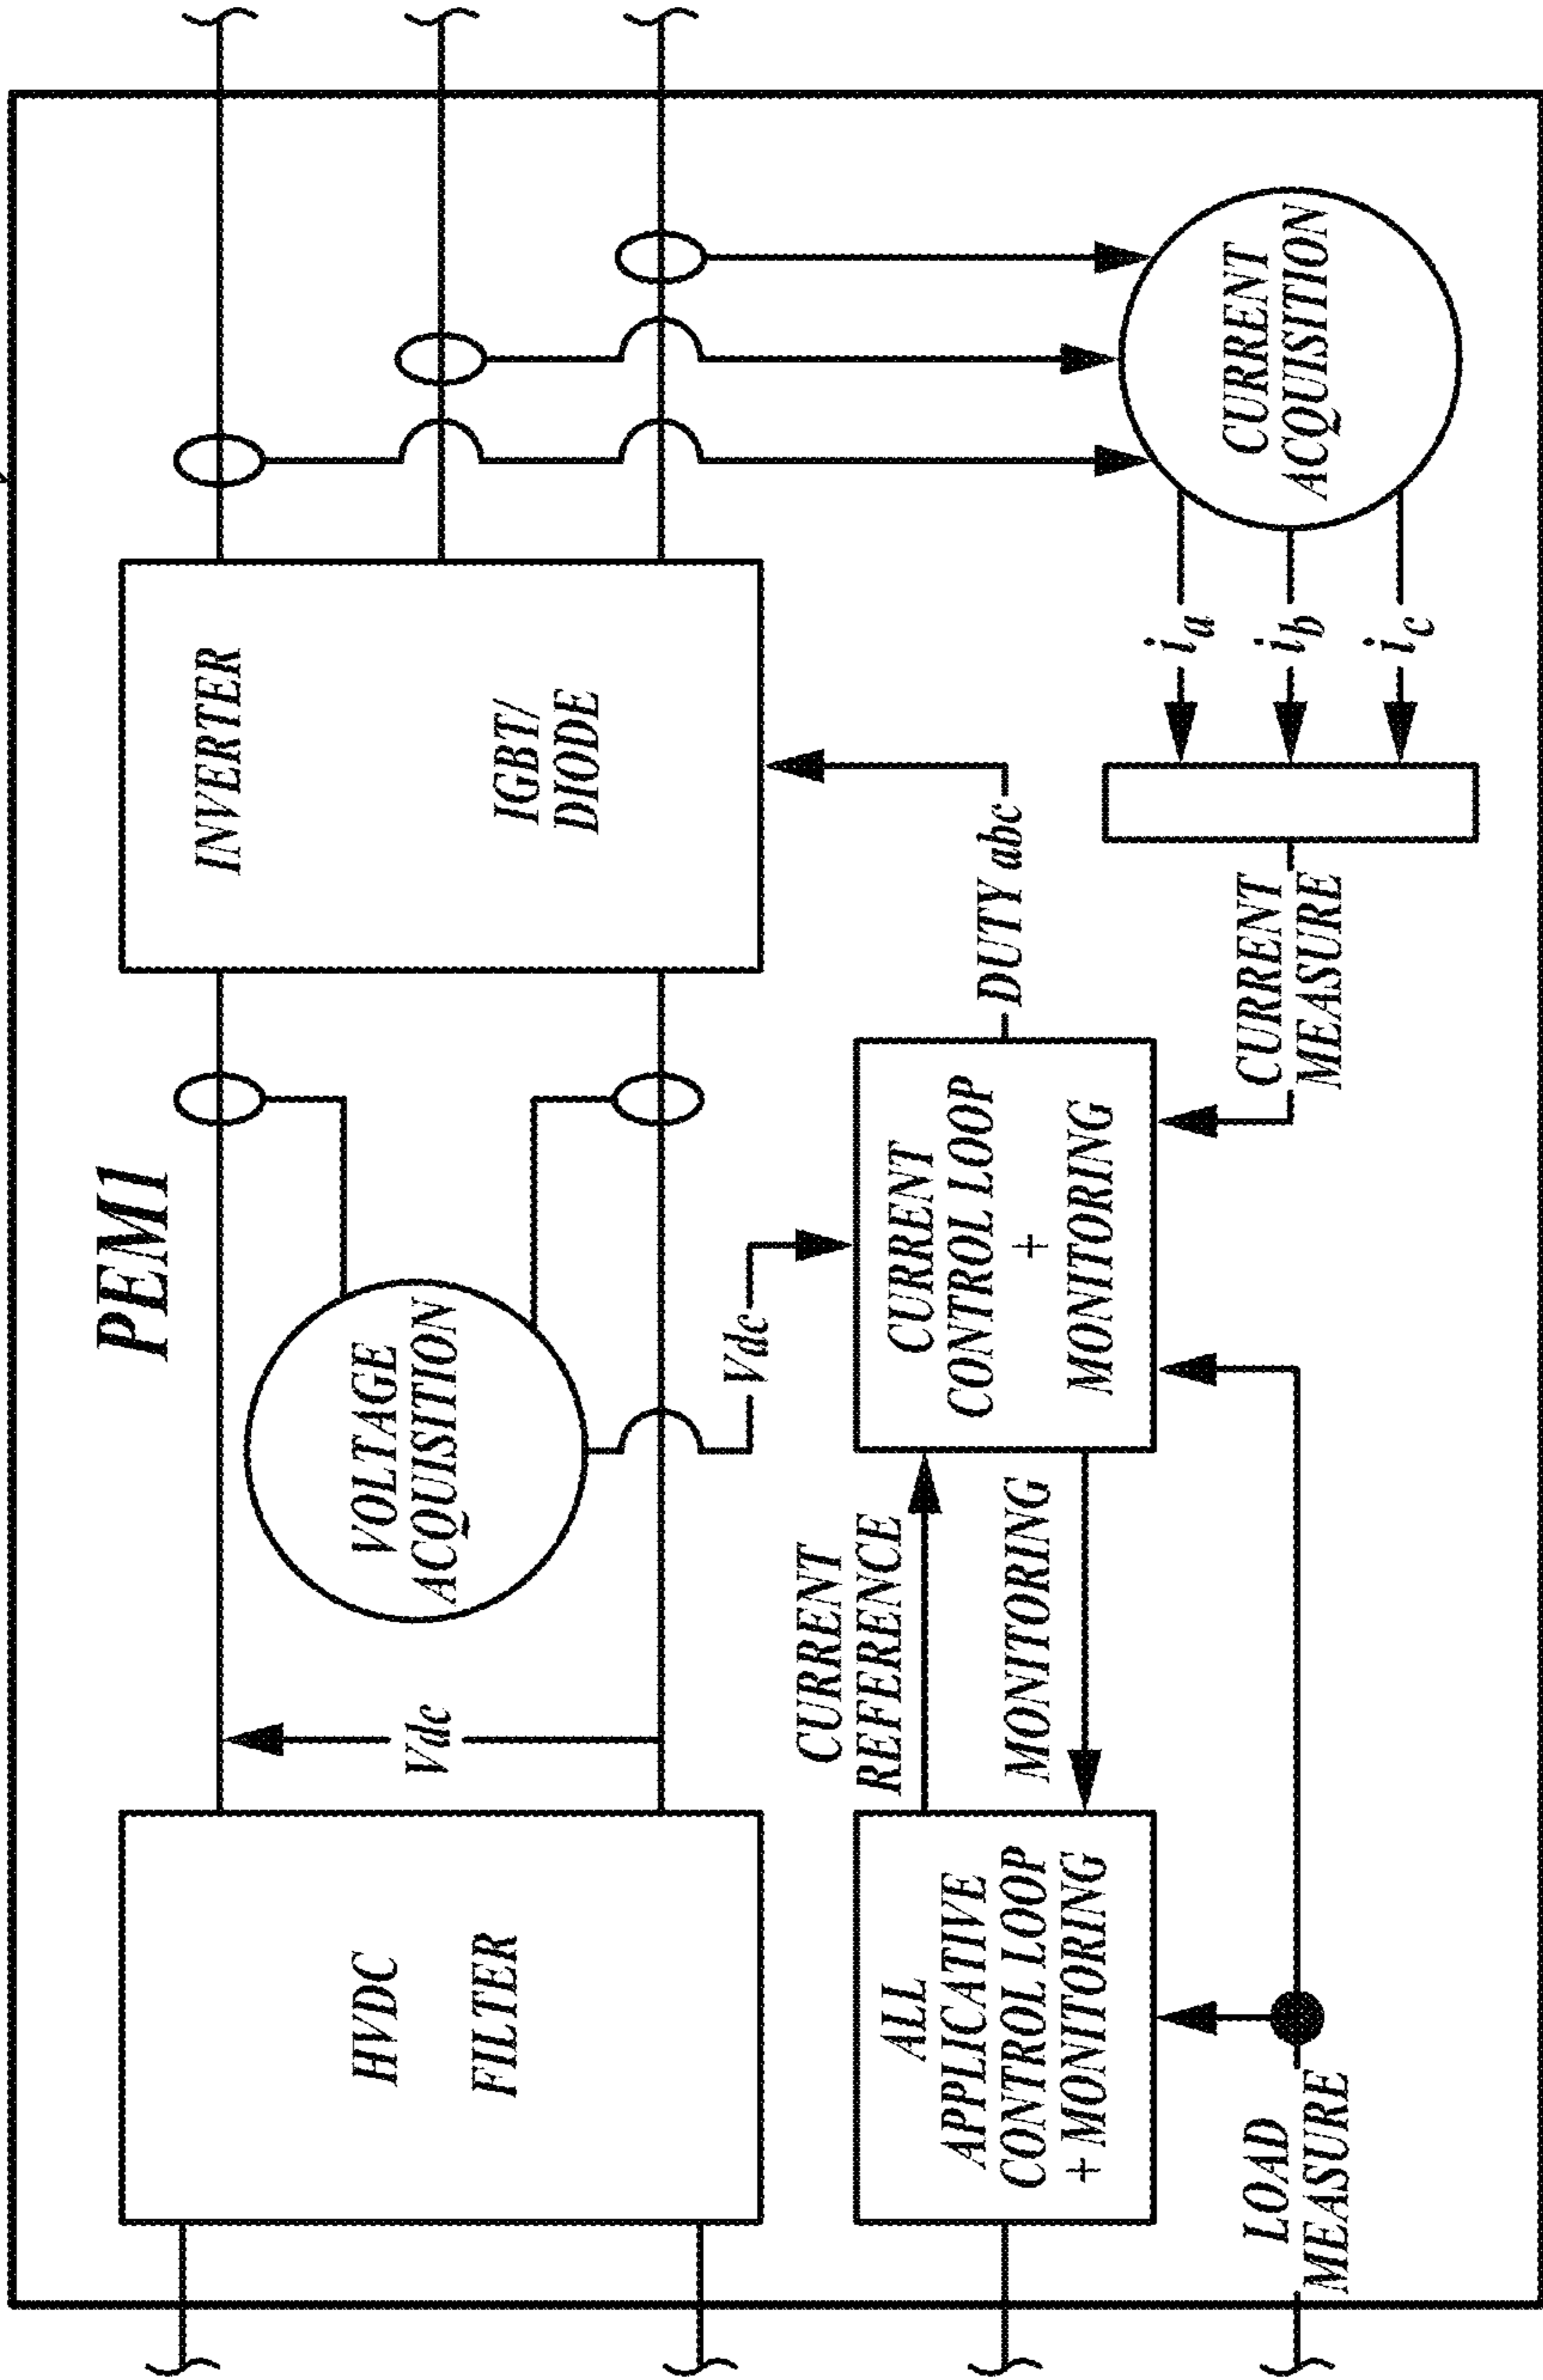 PEM1
HVDC
FILTER
Vdc
VOLTAGE
ACQUISITION
INVERTER
IGBT/
DIODE
Vdc
ALL
APPLICATIVE
CONTROL LOOP
+ MONITORING
CURRENT
REFERENCE
MONITORING
CURRENT
CONTROL LOOP
+
MONITORING
DUTY abc
LOAD
MEASURE
CURRENT
MEASURE
ia
ib
ic
CURRENT
ACQUISITION